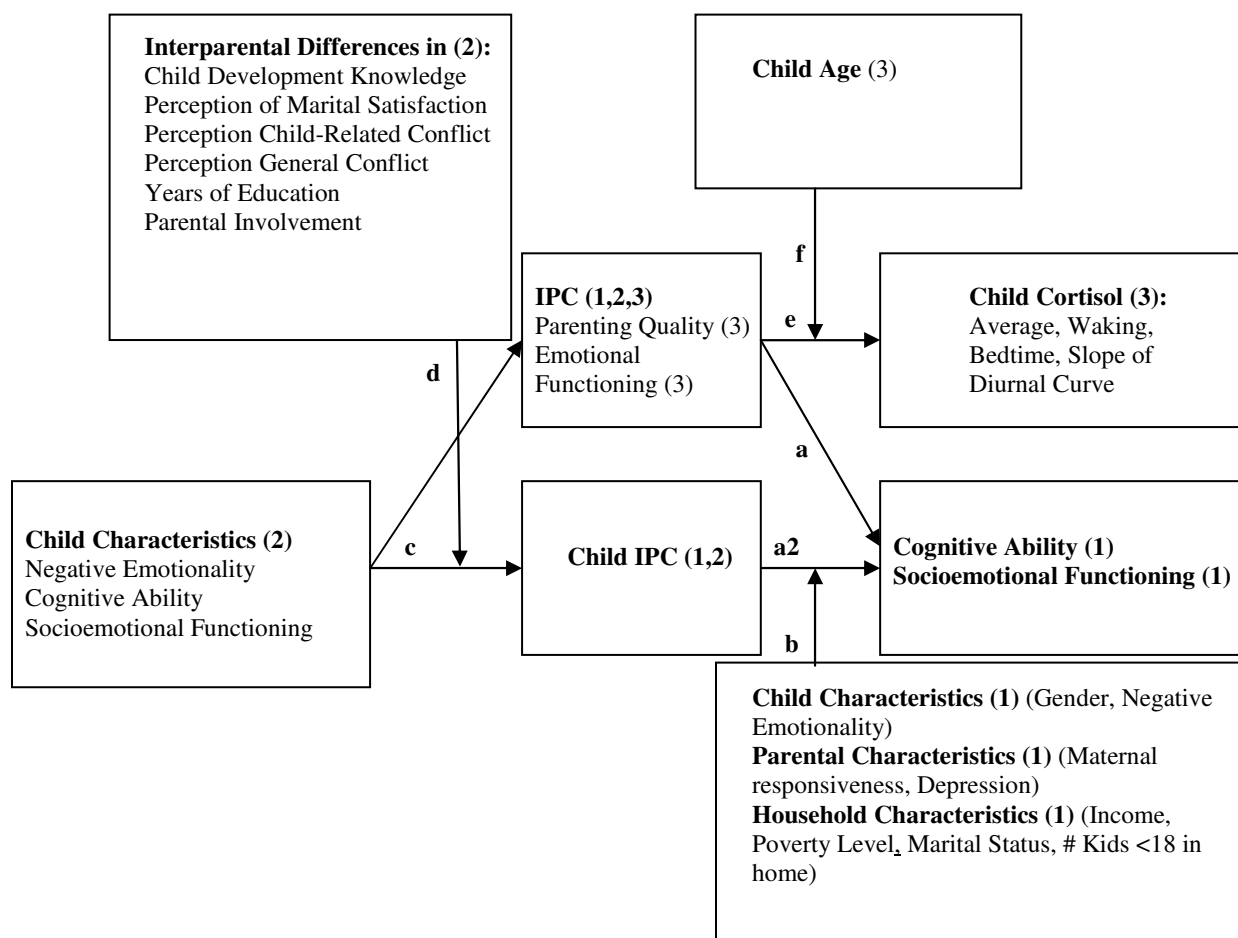 Interparental Differences in (2):
Child Development Knowledge
Perception of Marital Satisfaction
Perception Child-Related Conflict
Perception General Conflict
Years of Education
Parental Involvement
Child Age (3)
f
IPC (1,2,3)
Parenting Quality (3)
Emotional
Functioning (3)
e
Child Cortisol (3):
Average, Waking,
Bedtime, Slope of
Diurnal Curve
d
a
Child Characteristics (2)
Negative Emotionality
Cognitive Ability
Socioemotional Functioning
c
Child IPC (1,2)
a2
Cognitive Ability (1)
Socioemotional Functioning (1)
b
Child Characteristics (1) (Gender, Negative
Emotionality)
Parental Characteristics (1) (Maternal
responsiveness, Depression)
Household Characteristics (1) (Income,
Poverty Level, Marital Status, # Kids <18 in
home)